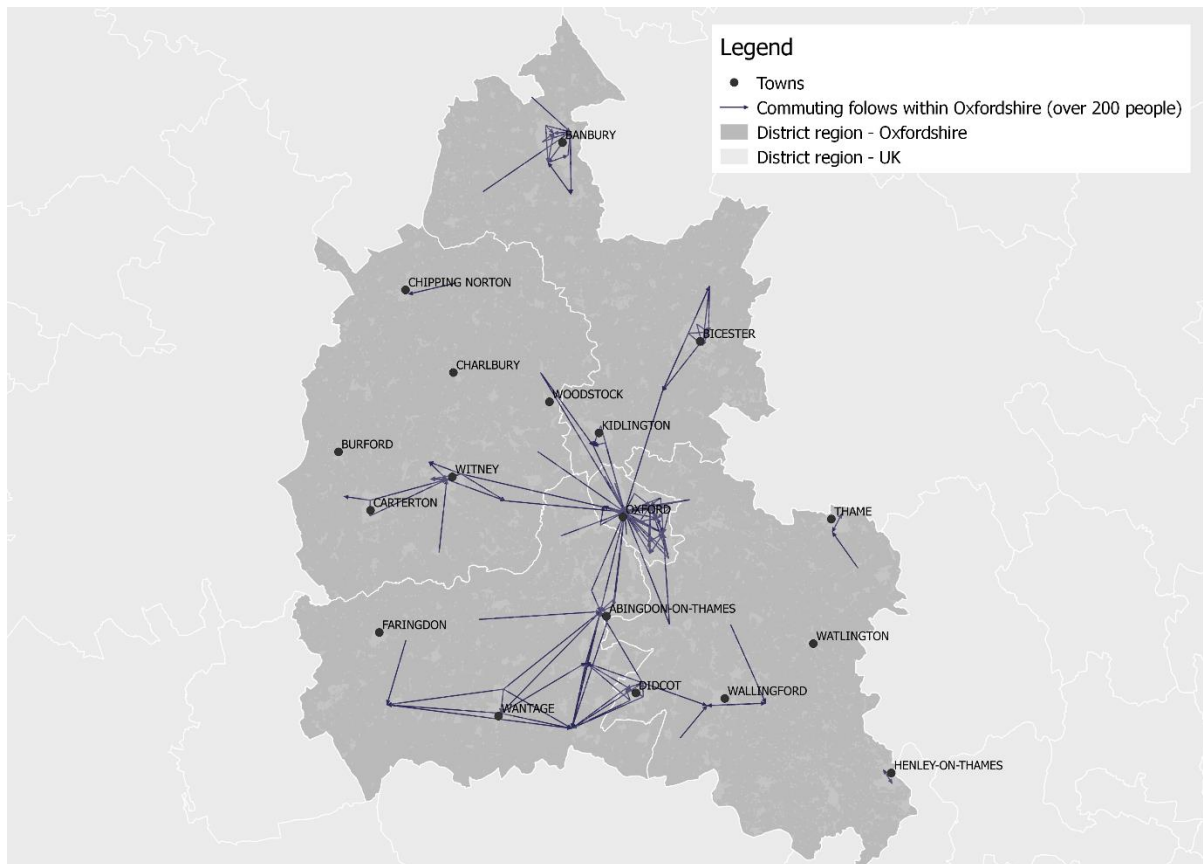 Legend
Towns
Commuting folows within Oxfordshire (over 200 people)
District region - Oxfordshire
District region - UK
BANBURY
CHIPPING NORTON
BICESTER
CHARLBURY
WOODSTOCK
KIDLINGTON
BURFORD
WITNEY
CARTERTON
OXFORD
THAME
ABINGDON-ON-THAMES
FARINGDON
WATLINGTON
DIDCOT
WALLINGFORD
WANTAGE
HENLEY-ON-THAMES